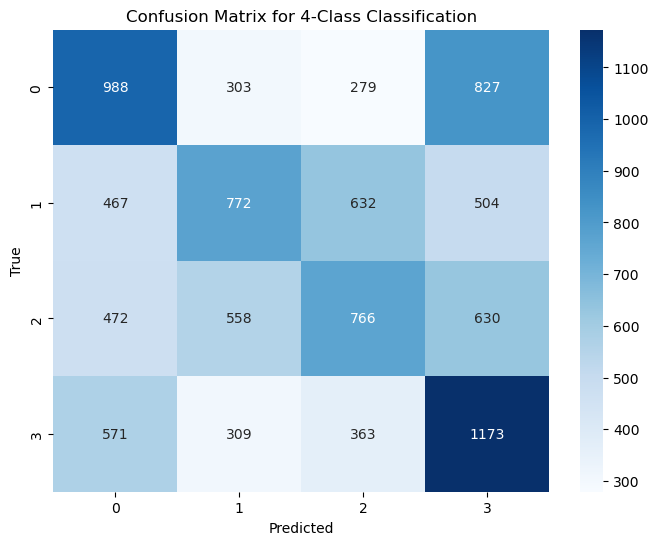 Confusion Matrix for 4-Class Classification
0 988 303 279 827
1 467 772 632 504
2 472 558 766 630
3 571 309 363 1173
0 1 2 3
Predicted
True
1100
1000
900
800
700
600
500
400
300